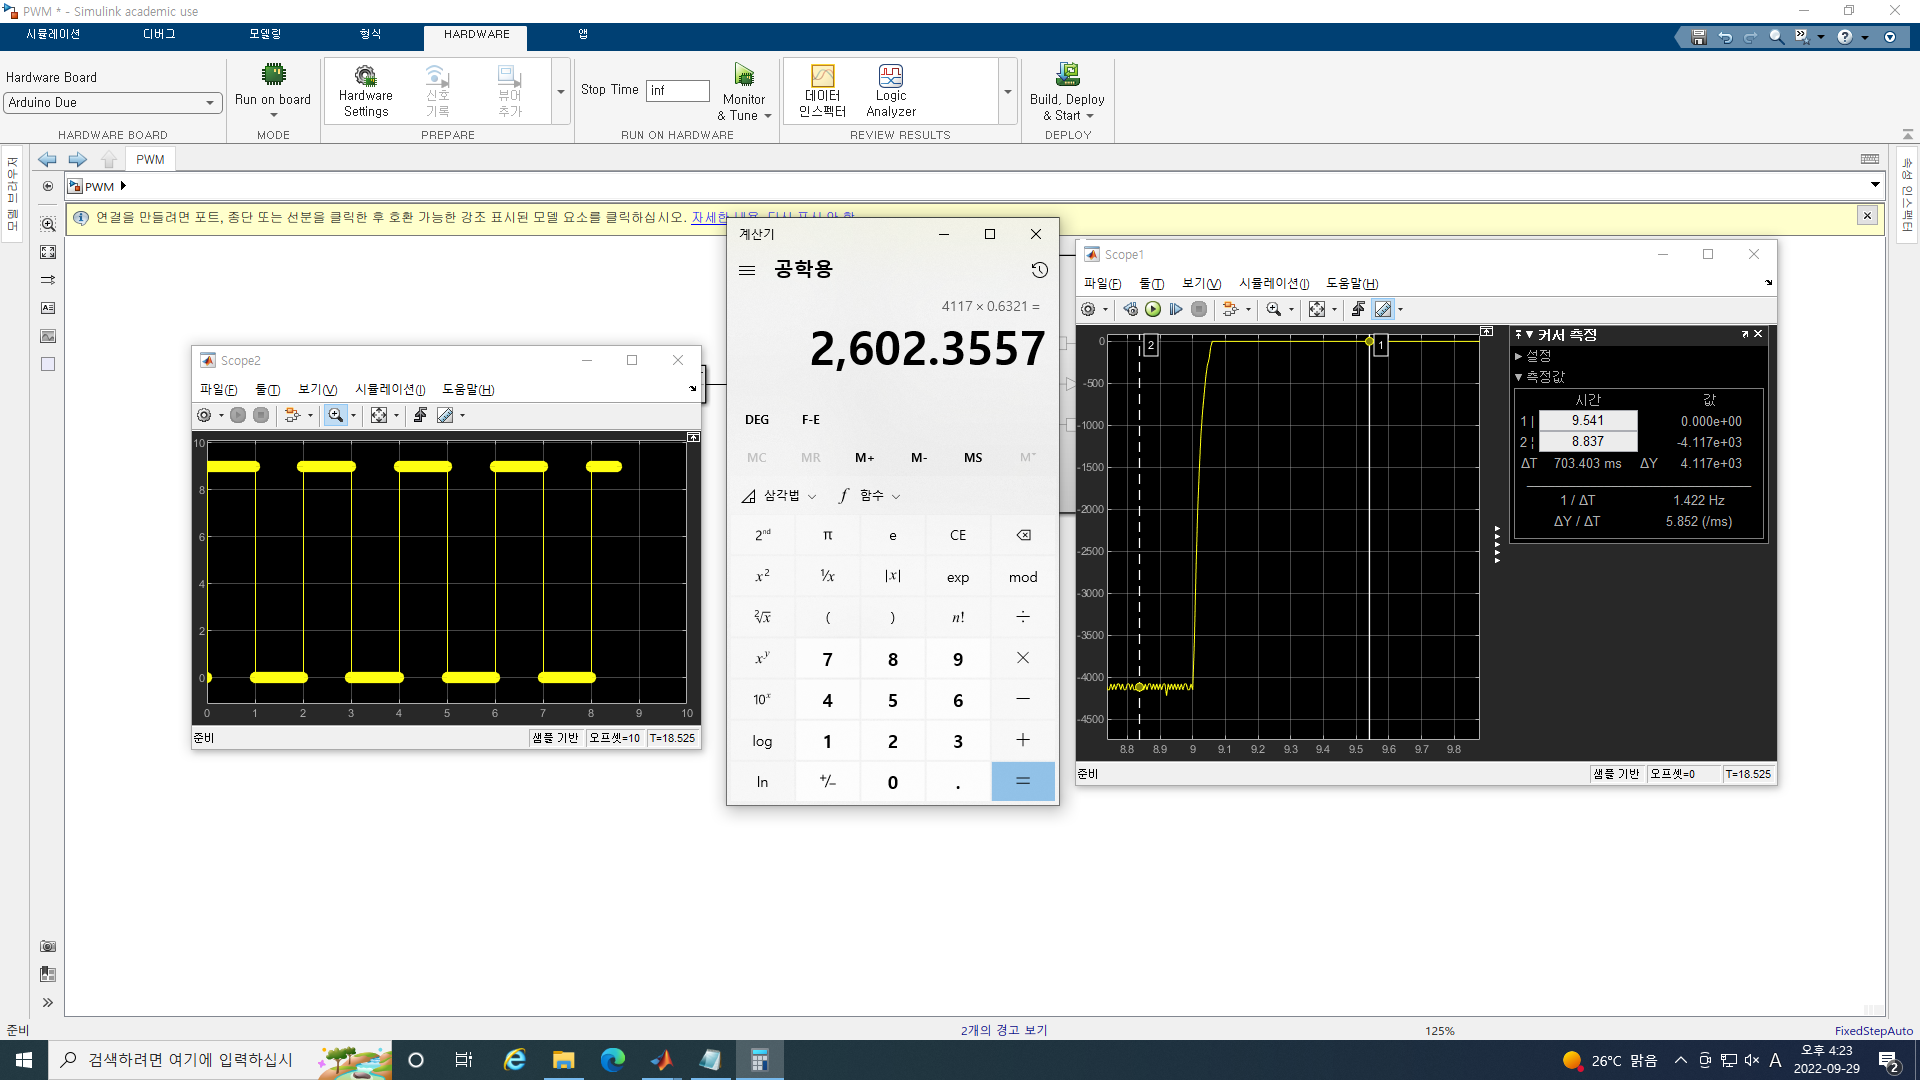 PWM * - Simulink academic use
시뮬레이션 디버그 모델링 형식 HARDWARE 앱
Hardware Board
Arduino Due
HARDWARE BOARD
Run on board
MODE
Hardware Settings
신호 기록
뷰어 추가
PREPARE
Stop Time inf
Monitor & Tune
RUN ON HARDWARE
데이터 인스펙터
Logic Analyzer
REVIEW RESULTS
Build, Deploy & Start
DEPLOY
PWM
PWM
모델 브라우저
속성 인스펙터
연결을 만들려면 포트, 종단 또는 선분을 클릭한 후 호환 가능한 강조 표시된 모델 요소를 클릭하십시오. 자세한 내용 다시 표시 안 함
Scope2
파일(F) 툴(T) 보기(V) 시뮬레이션(I) 도움말(H)
10
8
6
4
2
0
0 1 2 3 4 5 6 7 8 9 10
준비 샘플 기반 오프셋=10 T=18.525
계산기
공학용
4117 × 0.6321 =
2,602.3557
DEG F-E
MC MR M+ M- MS M˅
삼각법 f 함수
2nd π e CE
x2 1/x |x| exp mod
2√x ( ) n! ÷
xy 7 8 9 ×
10x 4 5 6 −
log 1 2 3 +
ln +/− 0 . =
Scope1
파일(F) 툴(T) 보기(V) 시뮬레이션(I) 도움말(H)
0
-500
-1000
-1500
-2000
-2500
-3000
-3500
-4000
-4500
8.8 8.9 9 9.1 9.2 9.3 9.4 9.5 9.6 9.7 9.8
2 1
커서 측정
설정
측정값
시간 값
1 | 9.541 0.000e+00
2 ¦ 8.837 -4.117e+03
ΔT 703.403 ms ΔY 4.117e+03
1 / ΔT 1.422 Hz
ΔY / ΔT 5.852 (/ms)
준비 샘플 기반 오프셋=0 T=18.525
준비 2개의 경고 보기 125% FixedStepAuto
검색하려면 여기에 입력하십시
26°C 맑음
A
오후 4:23
2022-09-29
2